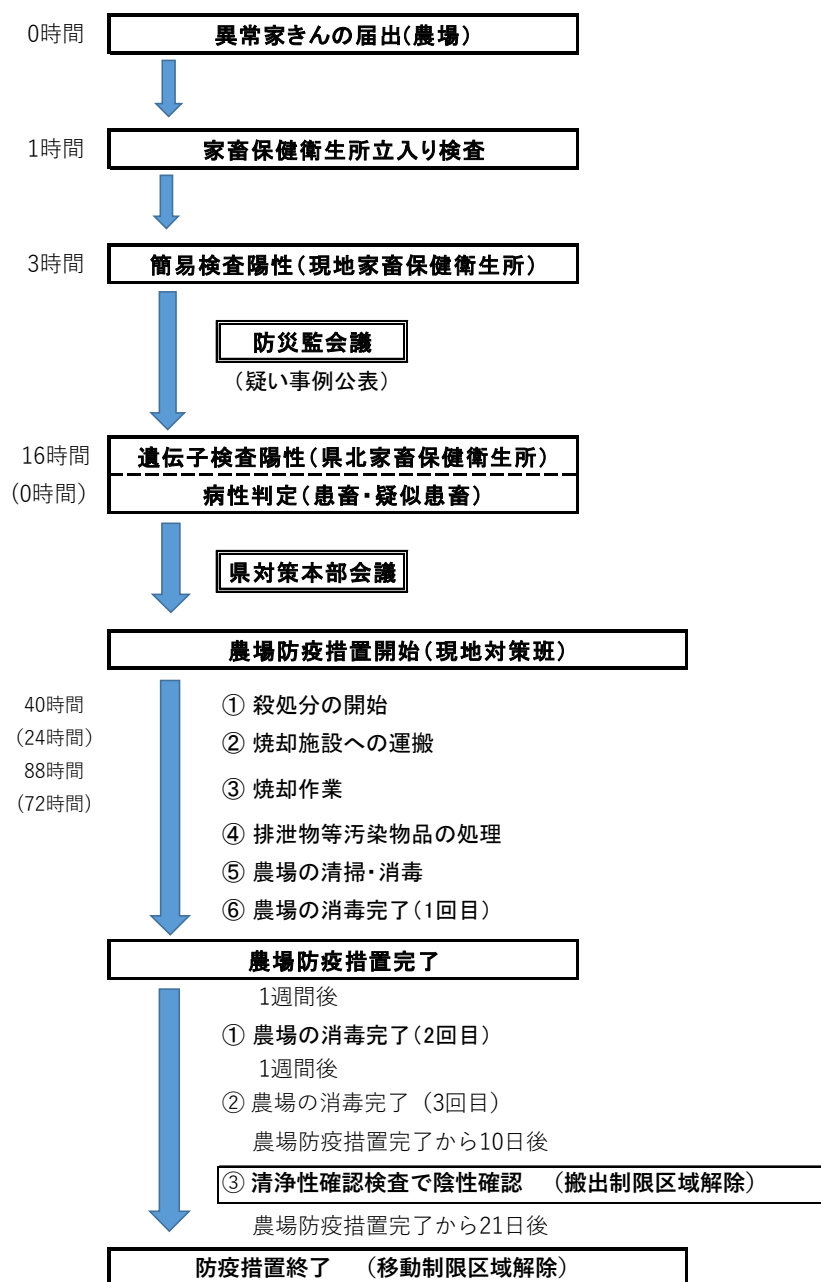 0時間 異常家きんの届出(農場)
1時間 家畜保健衛生所立入り検査
3時間 簡易検査陽性(現地家畜保健衛生所)
防災監会議
(疑い事例公表)
16時間 遺伝子検査陽性(県北家畜保健衛生所)
(0時間) 病性判定(患畜・疑似患畜)
県対策本部会議
農場防疫措置開始(現地対策班)
40時間 ① 殺処分の開始
(24時間) ② 焼却施設への運搬
88時間
(72時間) ③ 焼却作業
④ 排泄物等汚染物品の処理
⑤ 農場の清掃・消毒
⑥ 農場の消毒完了(1回目)
農場防疫措置完了
1週間後
① 農場の消毒完了(2回目)
1週間後
② 農場の消毒完了(3回目)
農場防疫措置完了から10日後
③ 清浄性確認検査で陰性確認 (搬出制限区域解除)
農場防疫措置完了から21日後
防疫措置終了 (移動制限区域解除)